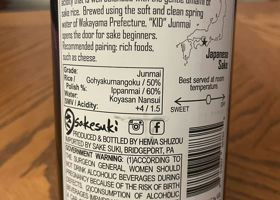 sake rice. Brewed using the soft and clean spring
water of Wakayama Prefecture, "KID" Junmai
opens the door for sake beginners.
Recommended pairing: rich foods,
such as cheese.
Japanese
Sake
Grade: Junmai
Rice / Gohyakumangoku / 50%
Polish %: Ippanmai / 60%
Water: Koyasan Nansui
SMV / Acidity: +4 / 1.5
Best served at room
temperature.
SWEET
sakesuki
PRODUCED & BOTTLED BY HEIWA SHUZOU
IMPORTED BY SAKE SUKI, BRIDGEPORT, PA
GOVERNMENT WARNING: (1)ACCORDING TO
THE SURGEON GENERAL, WOMEN SHOULD
NOT DRINK ALCOHOLIC BEVERAGES DURING
PREGNANCY BECAUSE OF THE RISK OF BIRTH
DEFECTS. (2)CONSUMPTION OF ALCOHOLIC